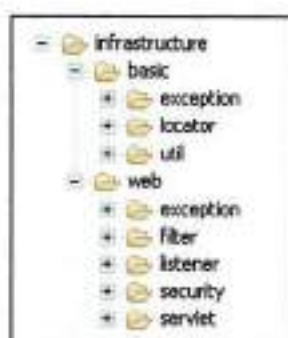 infrastructure
basic
exception
locator
util
web
exception
filter
listener
security
servlet